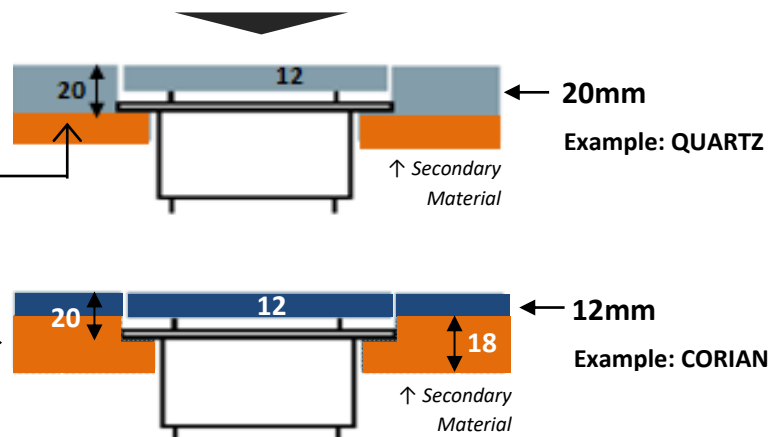 12
20
20mm
Example: QUARTZ
↑ Secondary
Material
12
20
12mm
18
Example: CORIAN
↑ Secondary
Material